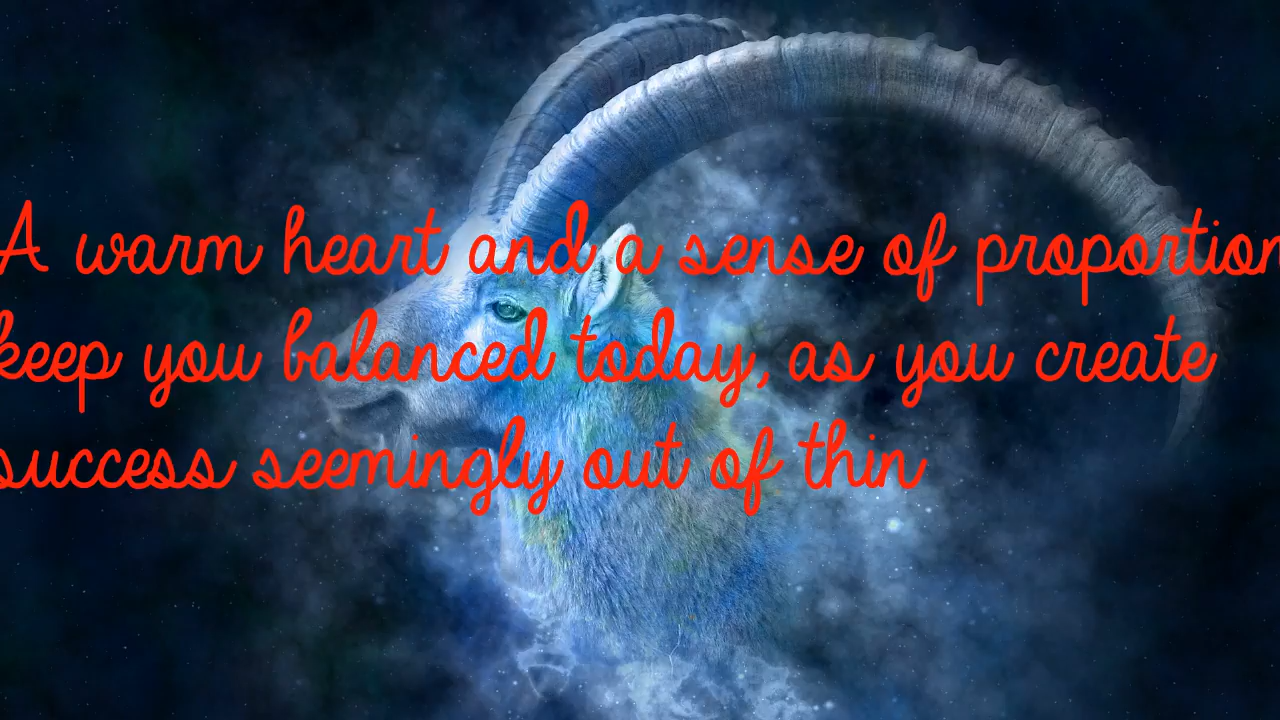 A warm heart and a sense of proportion
keep you balanced today, as you create
success seemingly out of thin